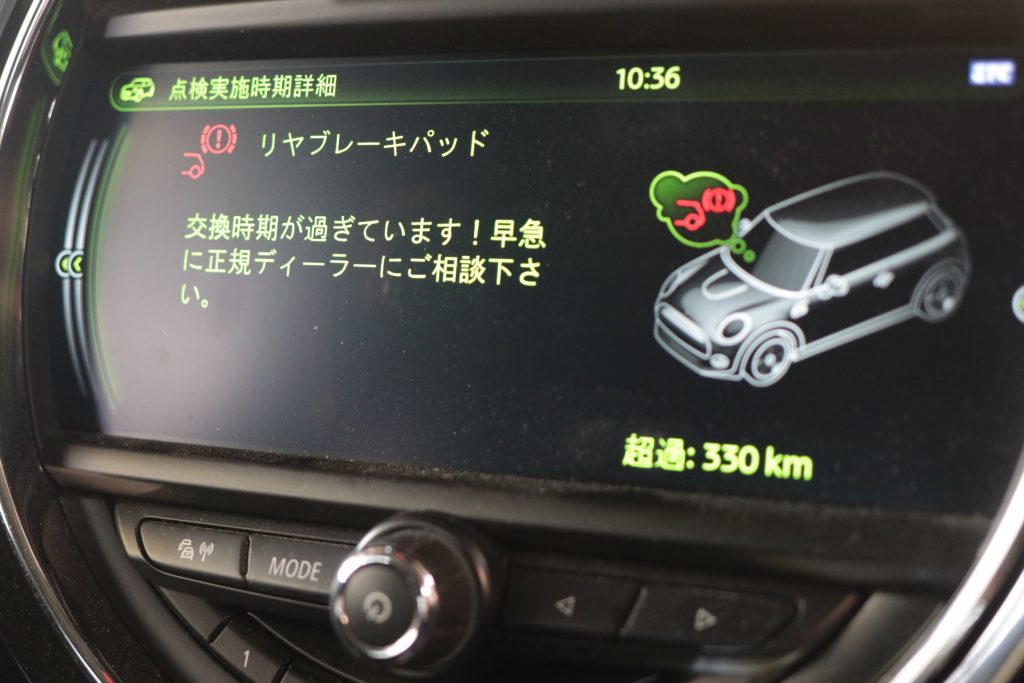 点検実施時期詳細
10:36
リヤブレーキパッド
交換時期が過ぎています！早急
に正規ディーラーにご相談下さ
い。
超過: 330 km
MODE
1